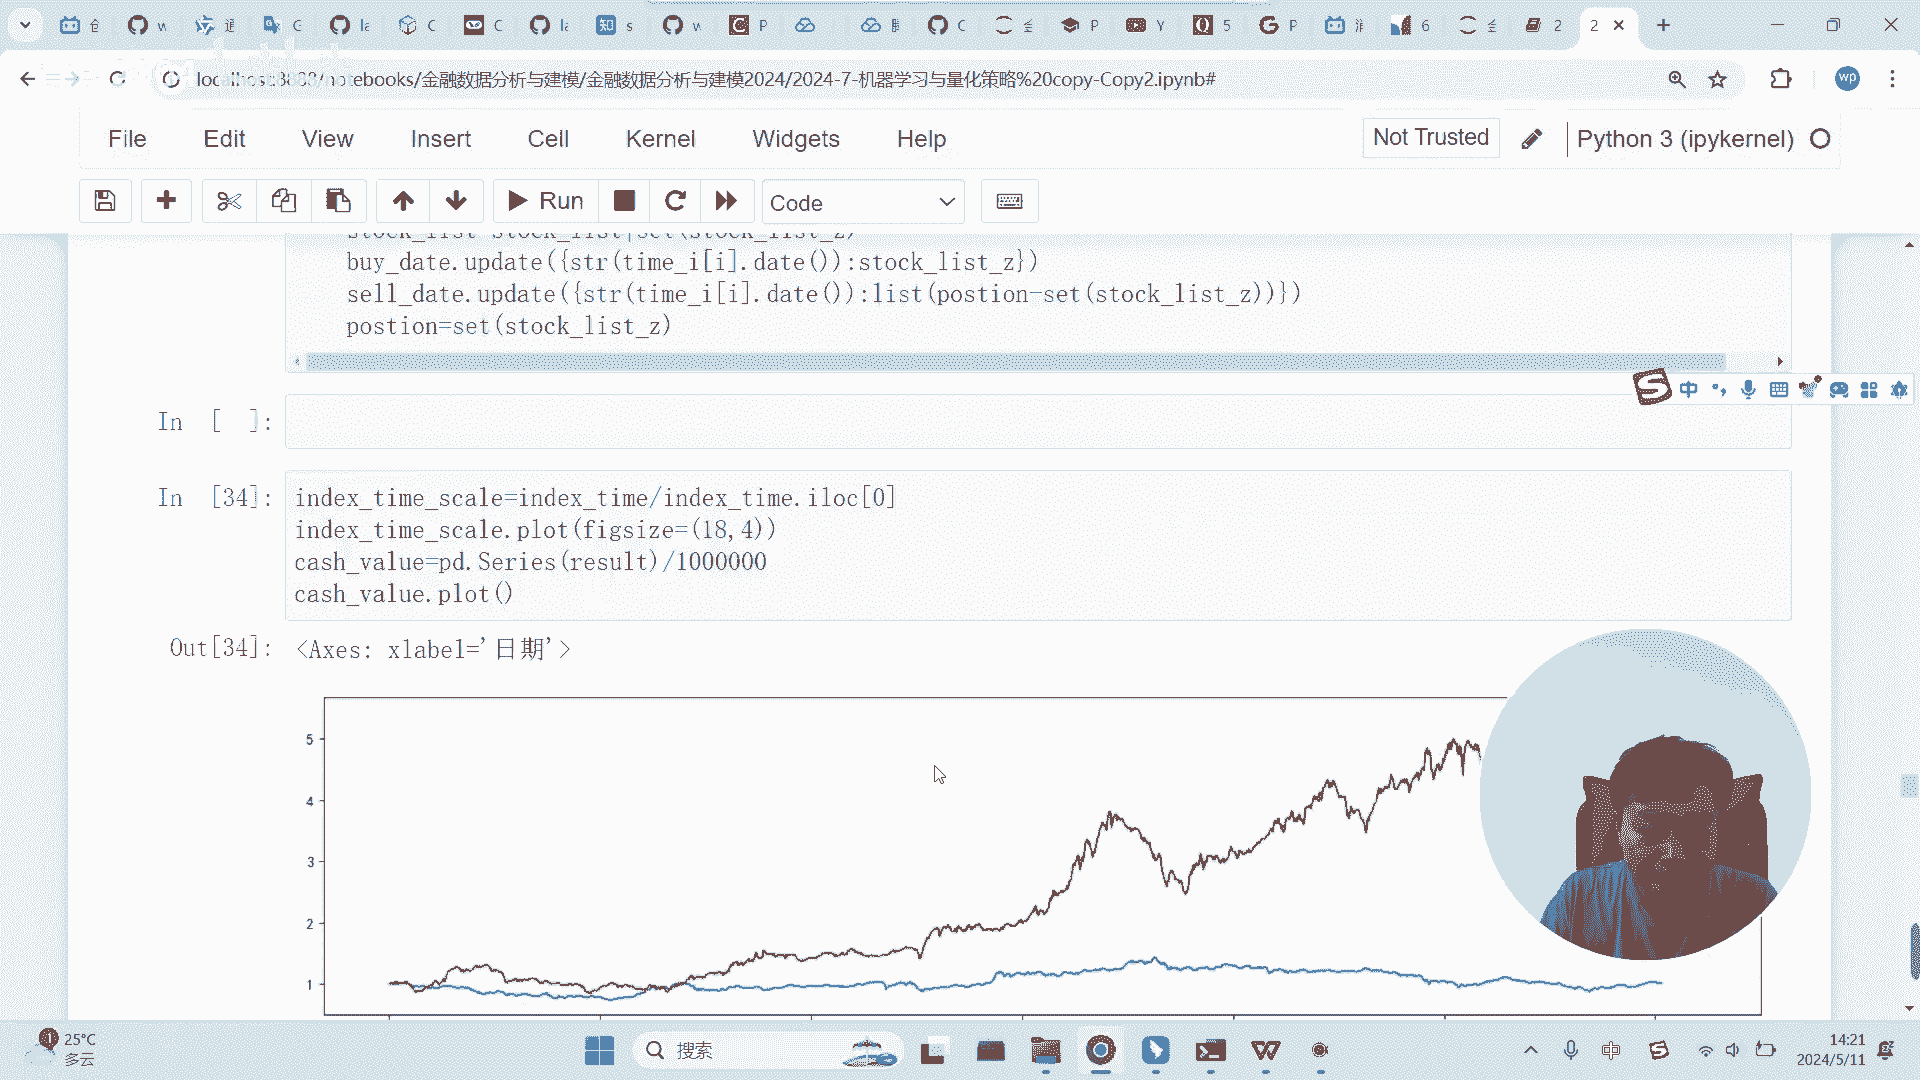 localhost:8888/notebooks/金融数据分析与建模/金融数据分析与建模2024/2024-7-机器学习与量化策略%20copy-Copy2.ipynb#
wp
File Edit View Insert Cell Kernel Widgets Help
Not Trusted
Python 3 (ipykernel)
Run
Code
buy_date.update({str(time_i[i].date()):stock_list_z})
sell_date.update({str(time_i[i].date()):list(postion-set(stock_list_z))})
postion=set(stock_list_z)
中
In [ ]:
In [34]:
index_time_scale=index_time/index_time.iloc[0]
index_time_scale.plot(figsize=(18,4))
cash_value=pd.Series(result)/1000000
cash_value.plot()
Out[34]: <Axes: xlabel='日期'>
5
4
3
2
1
25°C
多云
搜索
中
14:21
2024/5/11